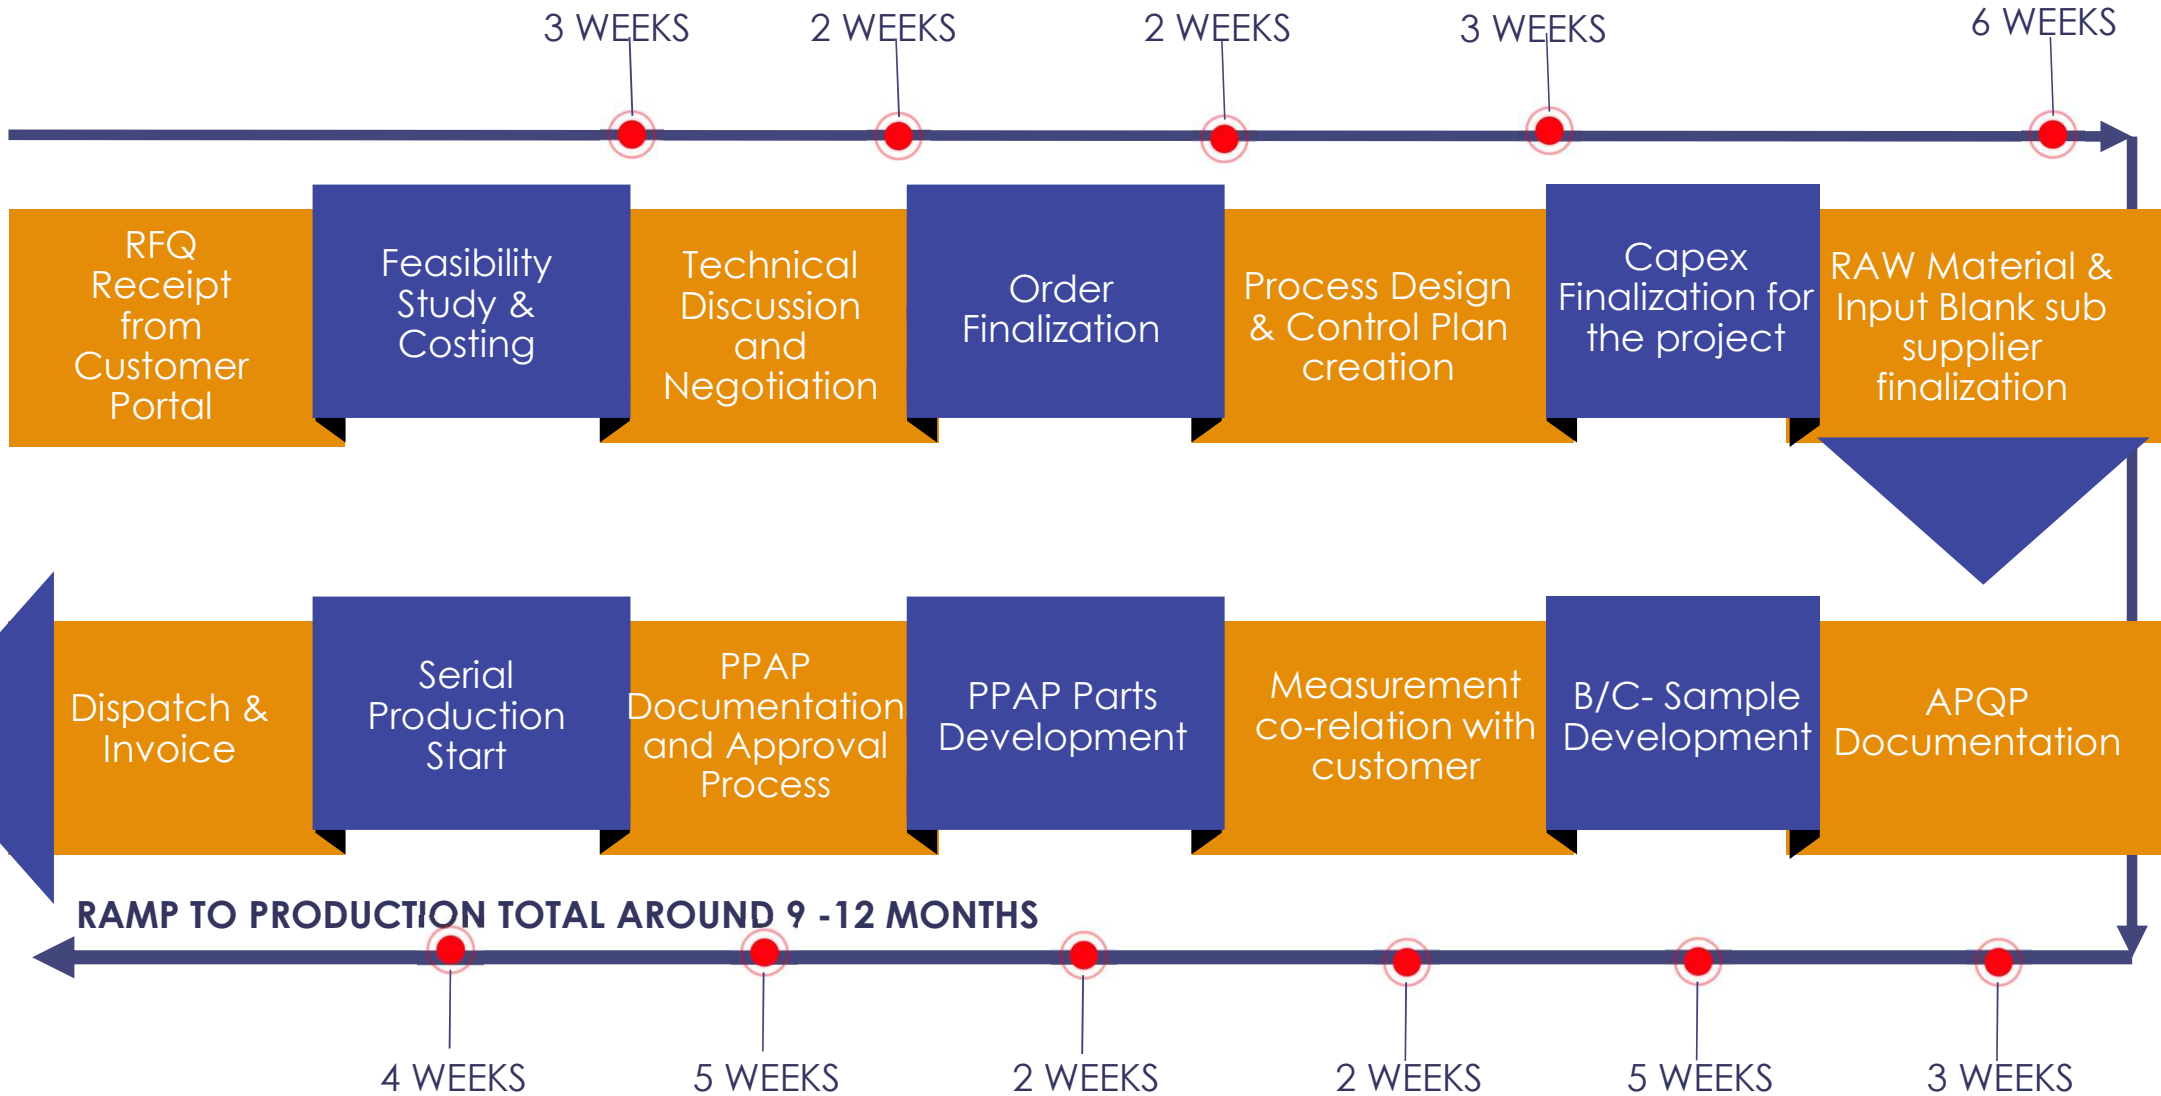 3 WEEKS
2 WEEKS
2 WEEKS
3 WEEKS
6 WEEKS
RFQ
Receipt
from
Customer
Portal
Feasibility
Study &
Costing
Technical
Discussion
and
Negotiation
Order
Finalization
Process Design
& Control Plan
creation
Capex
Finalization for
the project
RAW Material &
Input Blank sub
supplier
finalization
Dispatch &
Invoice
Serial
Production
Start
PPAP
Documentation
and Approval
Process
PPAP Parts
Development
Measurement
co-relation with
customer
B/C- Sample
Development
APQP
Documentation
RAMP TO PRODUCTION TOTAL AROUND 9 -12 MONTHS
4 WEEKS
5 WEEKS
2 WEEKS
2 WEEKS
5 WEEKS
3 WEEKS